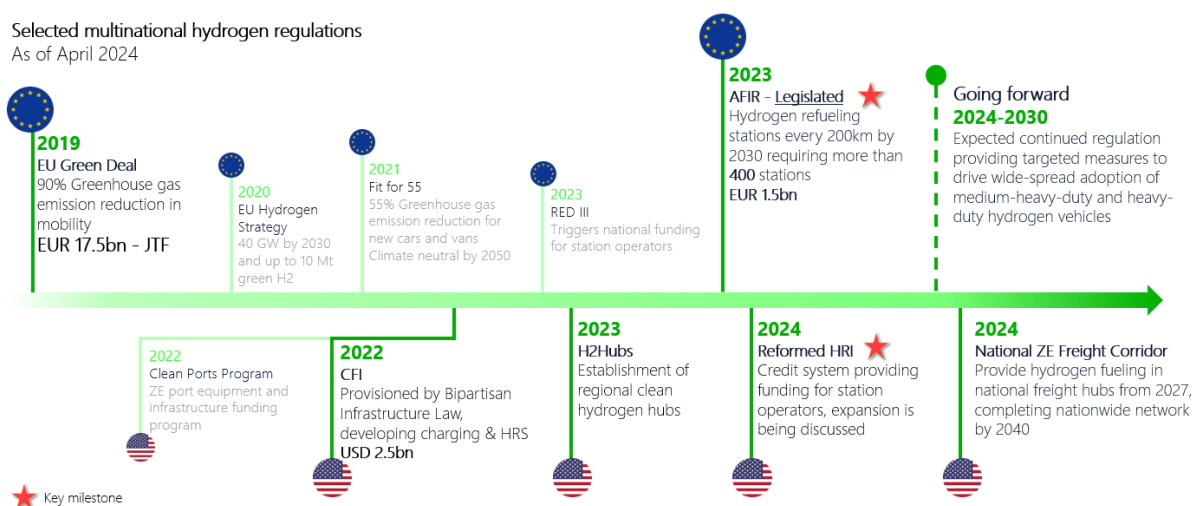 Selected multinational hydrogen regulations
As of April 2024
2019
EU Green Deal
90% Greenhouse gas
emission reduction in
mobility
EUR 17.5bn - JTF
2020
EU Hydrogen
Strategy
40 GW by 2030
and up to 10 Mt
green H2
2021
Fit for 55
55% Greenhouse gas
emission reduction for
new cars and vans
Climate neutral by 2050
2023
RED III
Triggers national funding
for station operators
2023
AFIR - Legislated
Hydrogen refueling
stations every 200km by
2030 requiring more than
400 stations
EUR 1.5bn
Going forward
2024-2030
Expected continued regulation
providing targeted measures to
drive wide-spread adoption of
medium-heavy-duty and heavy-
duty hydrogen vehicles
2022
Clean Ports Program
ZE port equipment and
infrastructure funding
program
2022
CFI
Provisioned by Bipartisan
Infrastructure Law,
developing charging & HRS
USD 2.5bn
2023
H2Hubs
Establishment of
regional clean
hydrogen hubs
2024
Reformed HRI
Credit system providing
funding for station
operators, expansion is
being discussed
2024
National ZE Freight Corridor
Provide hydrogen fueling in
national freight hubs from 2027,
completing nationwide network
by 2040
Key milestone